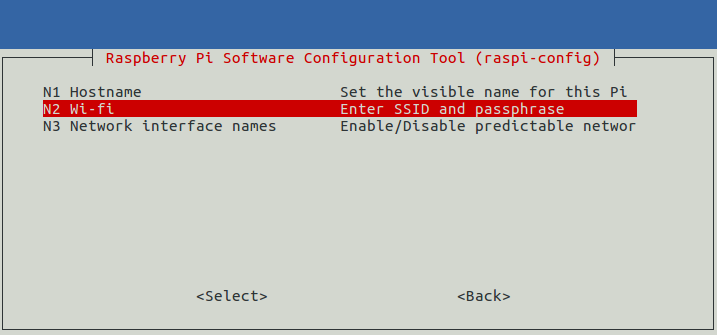 Raspberry Pi Software Configuration Tool (raspi-config)
N1 Hostname Set the visible name for this Pi
N2 Wi-fi Enter SSID and passphrase
N3 Network interface names Enable/Disable predictable networ
<Select> <Back>